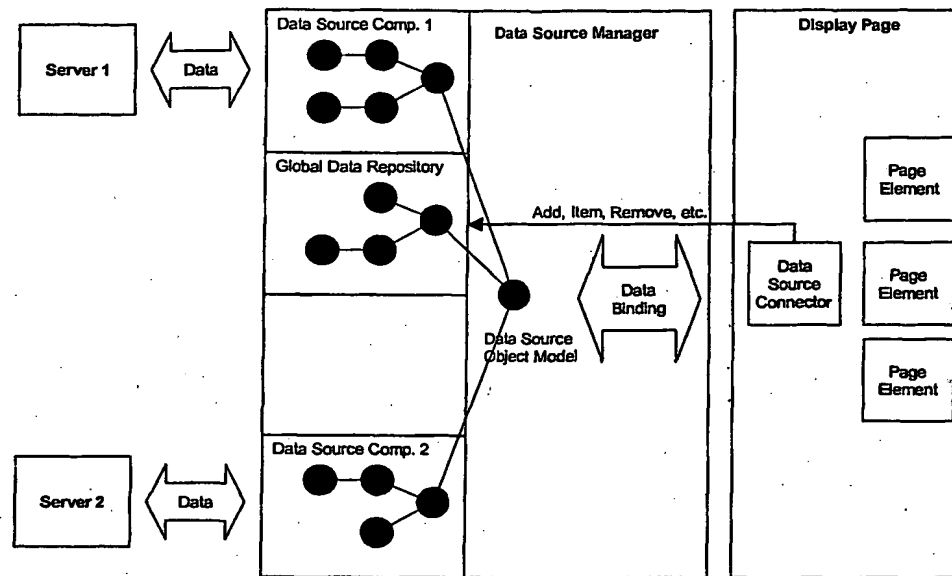 Data Source Comp. 1
Data Source Manager
Display Page
Server 1
Data
Global Data Repository
Page
Element
Add, Item, Remove, etc.
Data
Source
Connector
Page
Element
Data
Binding
Data Source
Object Model
Page
Element
Data Source Comp. 2
Server 2
Data